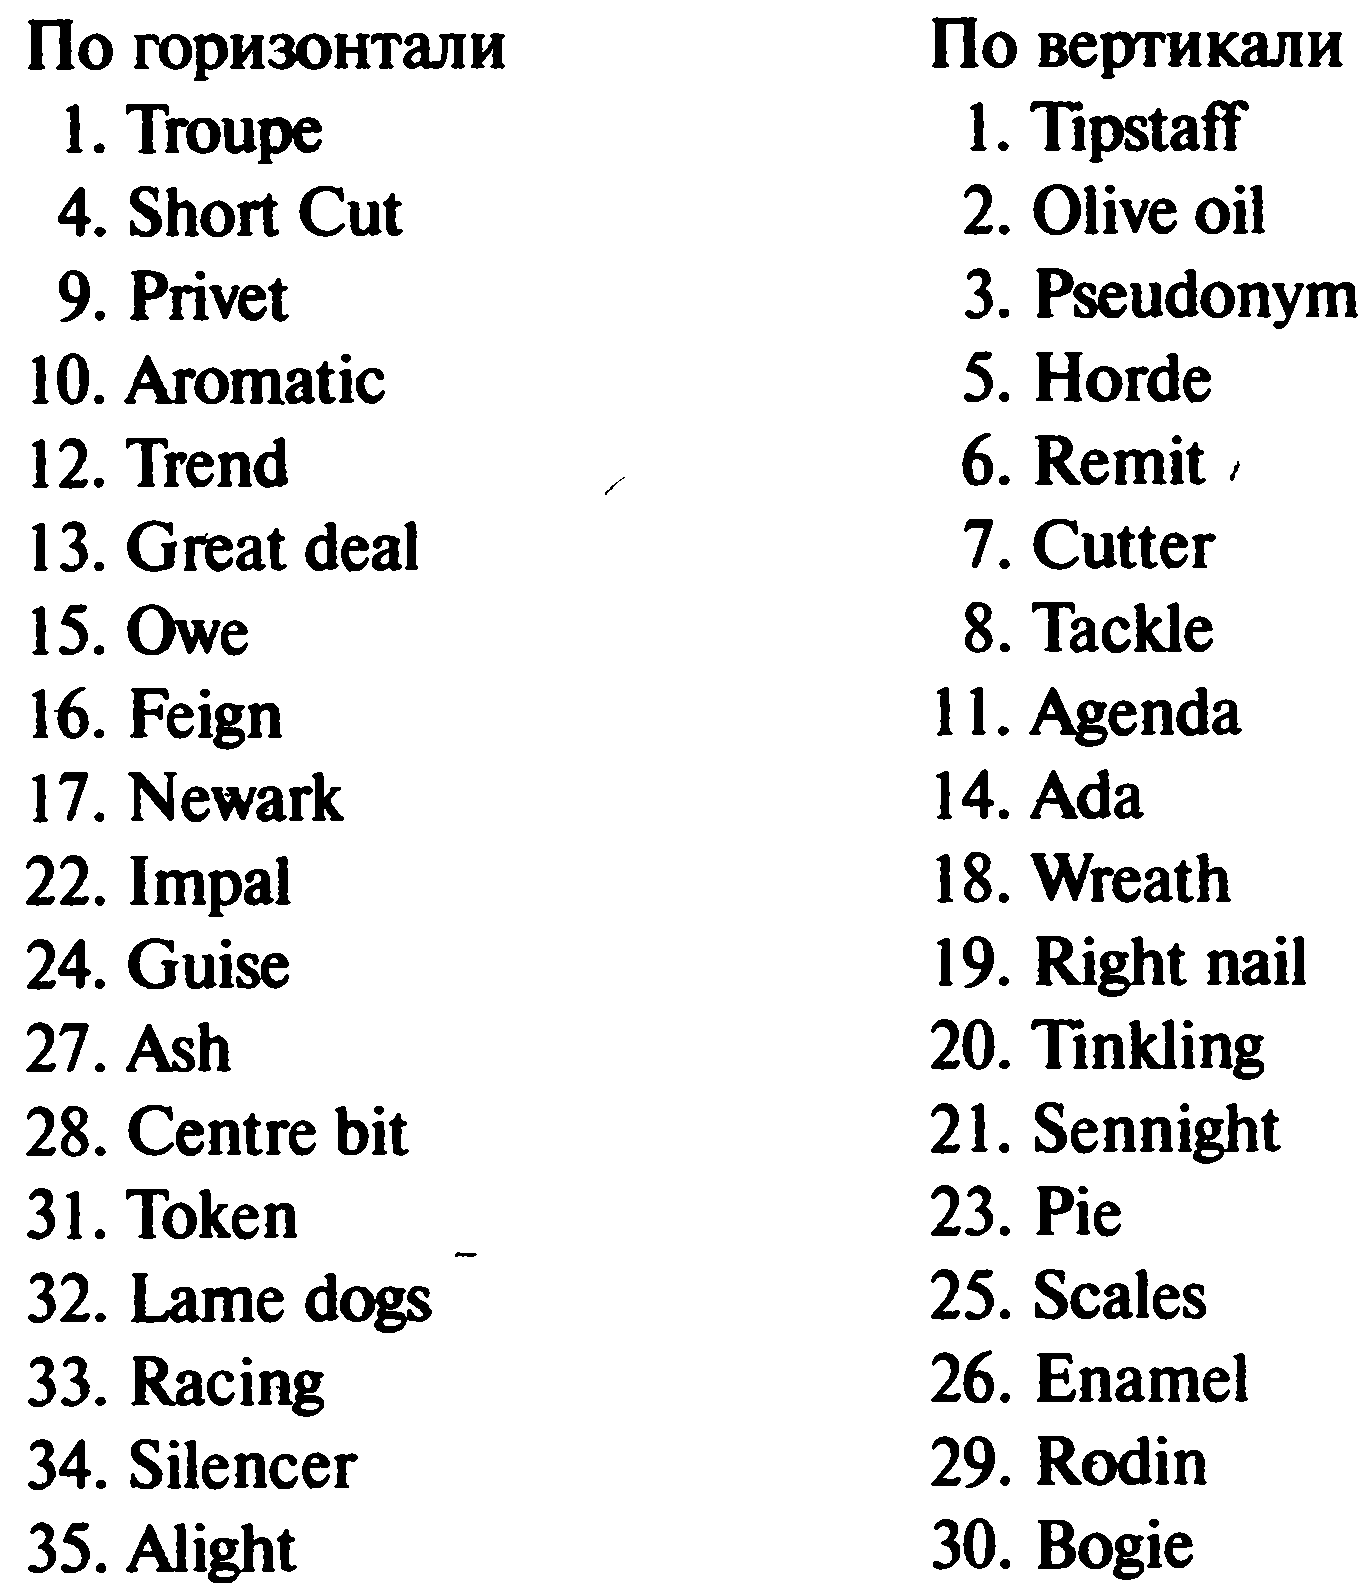 По горизонтали
1. Troupe
4. Short Cut
9. Privet
10. Aromatic
12. Trend
13. Great deal
15. Owe
16. Feign
17. Newark
22. Impal
24. Guise
27. Ash
28. Centre bit
31. Token
32. Lame dogs
33. Racing
34. Silencer
35. Alight
По вертикали
1. Tipstaff
2. Olive oil
3. Pseudonym
5. Horde
6. Remit
7. Cutter
8. Tackle
11. Agenda
14. Ada
18. Wreath
19. Right nail
20. Tinkling
21. Sennight
23. Pie
25. Scales
26. Enamel
29. Rodin
30. Bogie